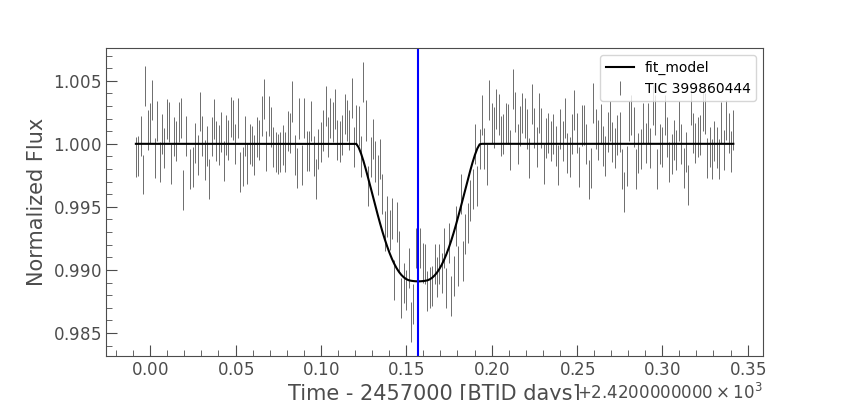 fit_model
TIC 399860444
1.005
1.000
0.995
0.990
0.985
Normalized Flux
0.00 0.05 0.10 0.15 0.20 0.25 0.30 0.35
Time - 2457000 [BTJD days]
+2.4200000000 × 10³